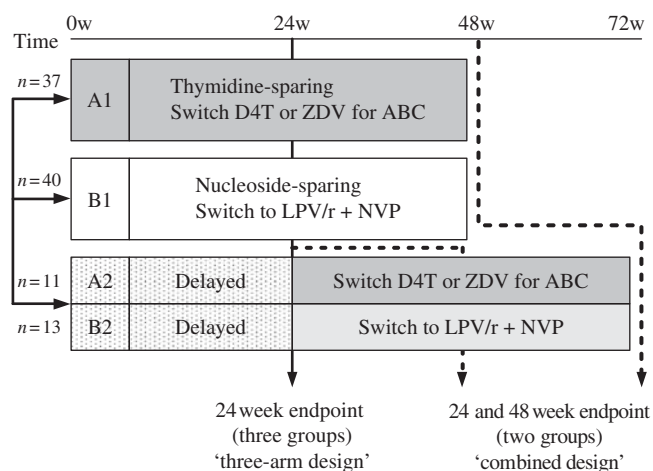 0w 24w 48w 72w
Time
n=37
A1
Thymidine-sparing
Switch D4T or ZDV for ABC
n=40
B1
Nucleoside-sparing
Switch to LPV/r + NVP
n=11
A2 Delayed Switch D4T or ZDV for ABC
n=13
B2 Delayed Switch to LPV/r + NVP
24 week endpoint
(three groups)
‘three-arm design’
24 and 48 week endpoint
(two groups)
‘combined design’